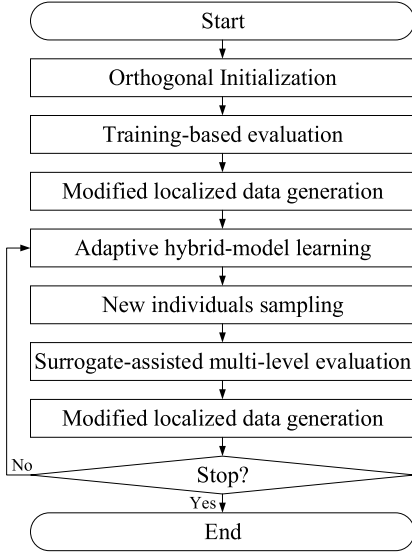 Start
Orthogonal Initialization
Training-based evaluation
Modified localized data generation
Adaptive hybrid-model learning
New individuals sampling
Surrogate-assisted multi-level evaluation
Modified localized data generation
No
Stop?
Yes
End